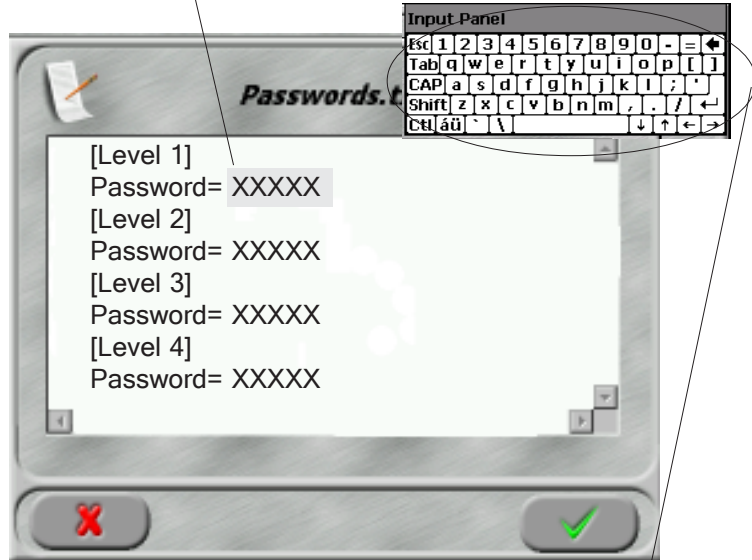 Input Panel
Esc 1 2 3 4 5 6 7 8 9 0 - = 🡄
Tab q w e r t y u i o p [ ]
CAP a s d f g h j k l ; '
Shift z x c v b n m , . / ↵
Ctl áü ` \ ↓ ↑ ← →
Passwords.t
[Level 1]
Password= XXXXX
[Level 2]
Password= XXXXX
[Level 3]
Password= XXXXX
[Level 4]
Password= XXXXX